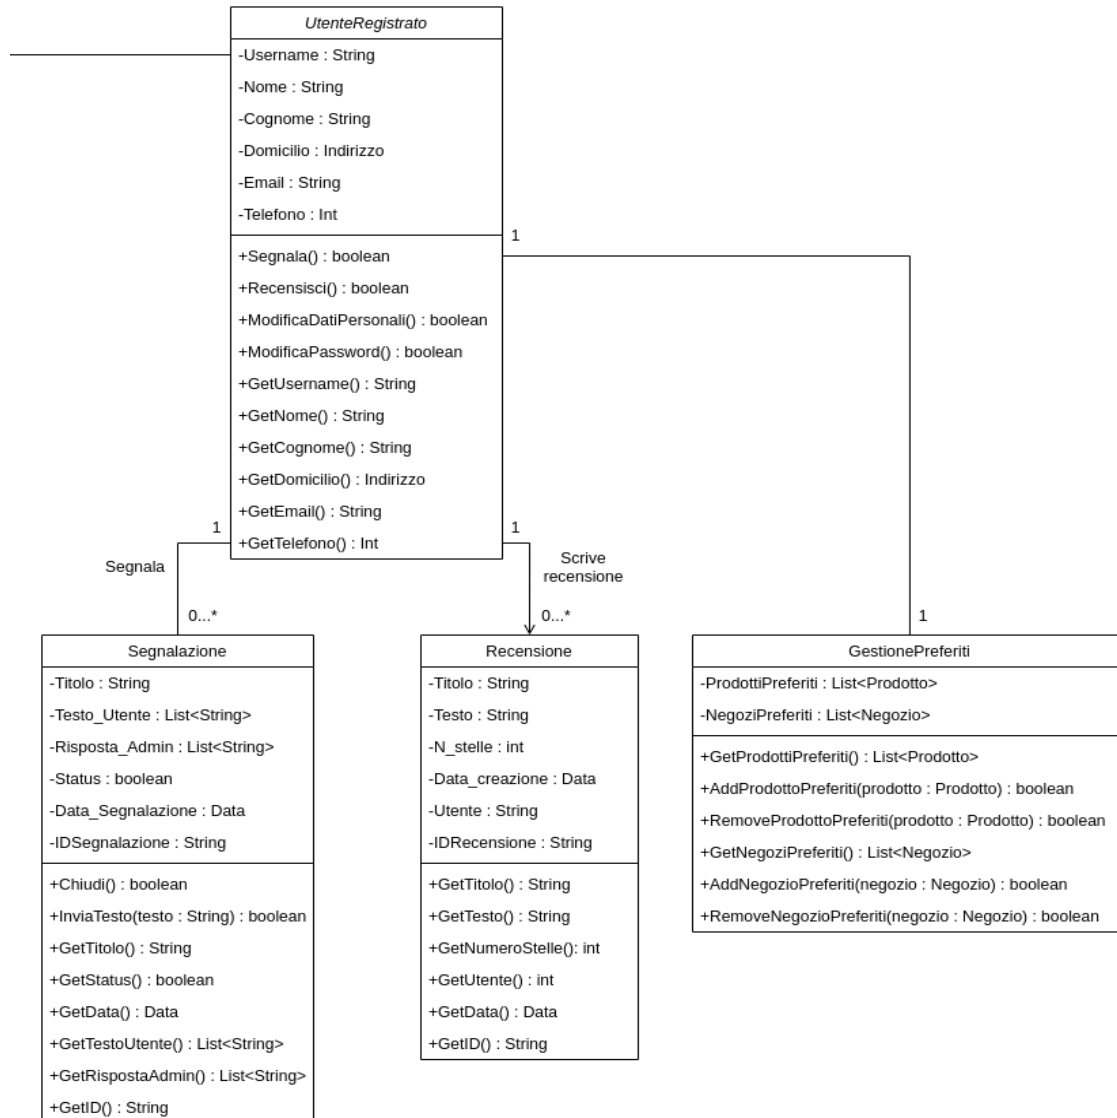 UtenteRegistrato
-Username : String
-Nome : String
-Cognome : String
-Domicilio : Indirizzo
-Email : String
-Telefono : Int
+Segnala() : boolean
+Recensisci() : boolean
+ModificaDatiPersonali() : boolean
+ModificaPassword() : boolean
+GetUsername() : String
+GetNome() : String
+GetCognome() : String
+GetDomicilio() : Indirizzo
+GetEmail() : String
+GetTelefono() : Int
1
1
1
Segnala
Scrive
recensione
0...*
0...*
1
Segnalazione
-Titolo : String
-Testo_Utente : List<String>
-Risposta_Admin : List<String>
-Status : boolean
-Data_Segnalazione : Data
-IDSegnalazione : String
+Chiudi() : boolean
+InviaTesto(testo : String) : boolean
+GetTitolo() : String
+GetStatus() : boolean
+GetData() : Data
+GetTestoUtente() : List<String>
+GetRispostaAdmin() : List<String>
+GetID() : String
Recensione
-Titolo : String
-Testo : String
-N_stelle : int
-Data_creazione : Data
-Utente : String
-IDRecensione : String
+GetTitolo() : String
+GetTesto() : String
+GetNumeroStelle(): int
+GetUtente() : int
+GetData() : Data
+GetID() : String
GestionePreferiti
-ProdottiPreferiti : List<Prodotto>
-NegoziPreferiti : List<Negozio>
+GetProdottiPreferiti() : List<Prodotto>
+AddProdottoPreferiti(prodotto : Prodotto) : boolean
+RemoveProdottoPreferiti(prodotto : Prodotto) : boolean
+GetNegoziPreferiti() : List<Negozio>
+AddNegozioPreferiti(negozio : Negozio) : boolean
+RemoveNegozioPreferiti(negozio : Negozio) : boolean